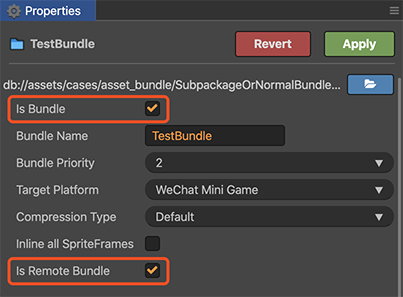 Properties
TestBundle
Revert
Apply
db://assets/cases/asset_bundle/SubpackageOrNormalBundle...
Is Bundle
Bundle Name
TestBundle
Bundle Priority
2
Target Platform
WeChat Mini Game
Compression Type
Default
Inline all SpriteFrames
Is Remote Bundle